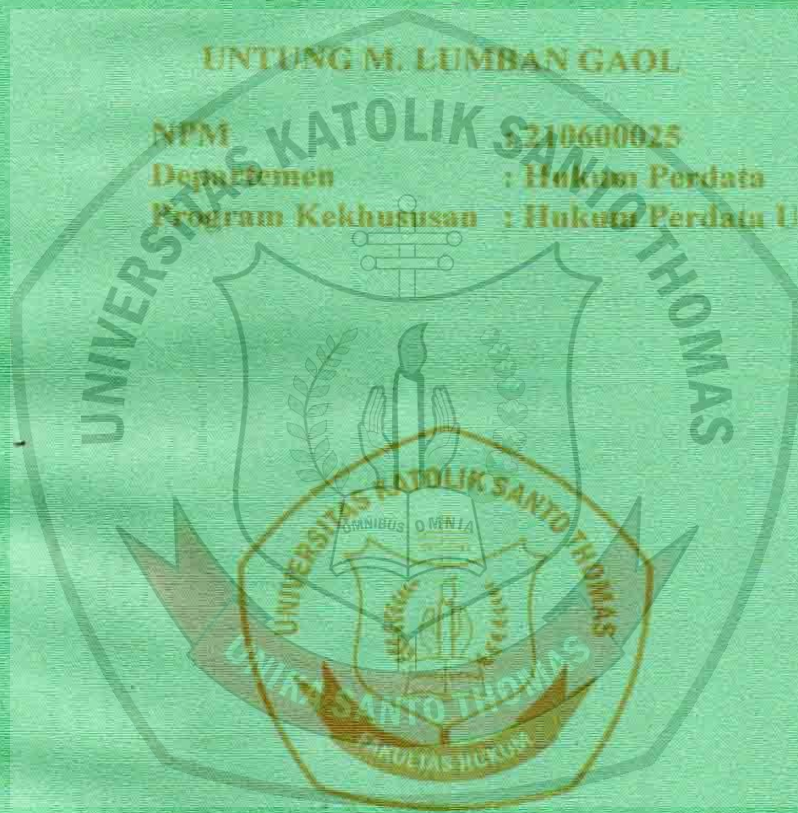 UNTUNG M. LUMBAN GAOL
NPM : 210600025
Departemen : Hukum Perdata
Program Kekhususan : Hukum Perdata
UNIVERSITAS KATOLIK SANTO THOMAS
OMNIBUS OMNIA
UNIKA SANTO THOMAS
UNIVERSITAS KATOLIK SANTO THOMAS
FAKULTAS HUKUM